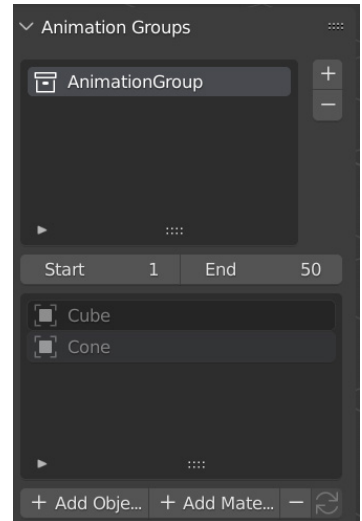 Animation Groups
AnimationGroup
+
−
Start 1 End 50
Cube
Cone
+ Add Obje... + Add Mate... −